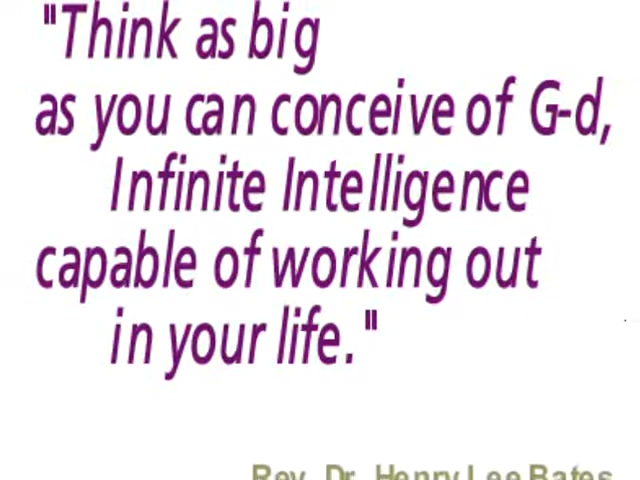 "Think as big
as you can conceive of G-d,
Infinite Intelligence
capable of working out
in your life."
Rev. Dr. Henry Lee Bates